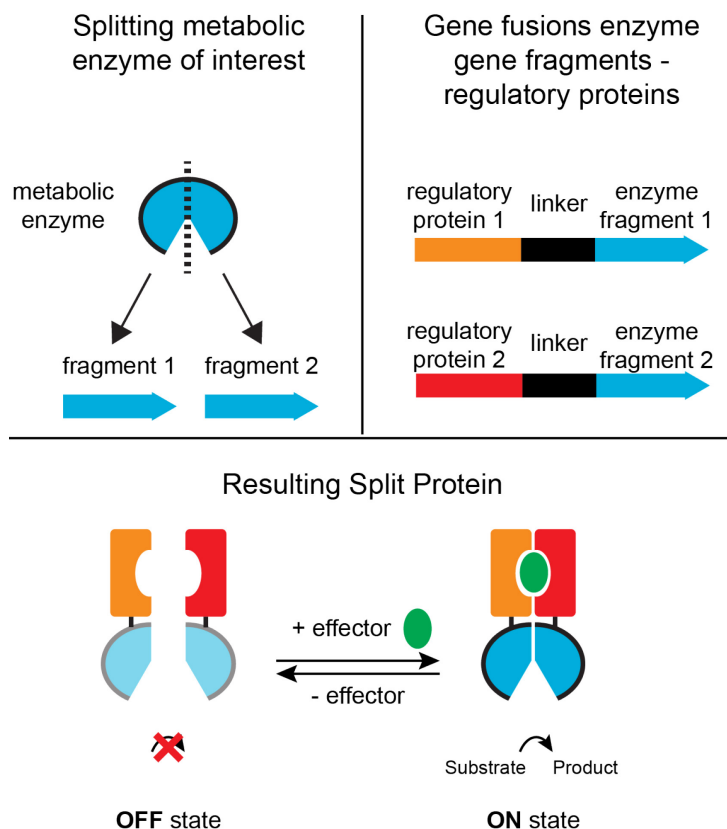 Splitting metabolic
enzyme of interest
metabolic
enzyme
fragment 1
fragment 2
Gene fusions enzyme
gene fragments -
regulatory proteins
regulatory
protein 1
linker
enzyme
fragment 1
regulatory
protein 2
linker
enzyme
fragment 2
Resulting Split Protein
+ effector
- effector
Substrate
Product
OFF state
ON state